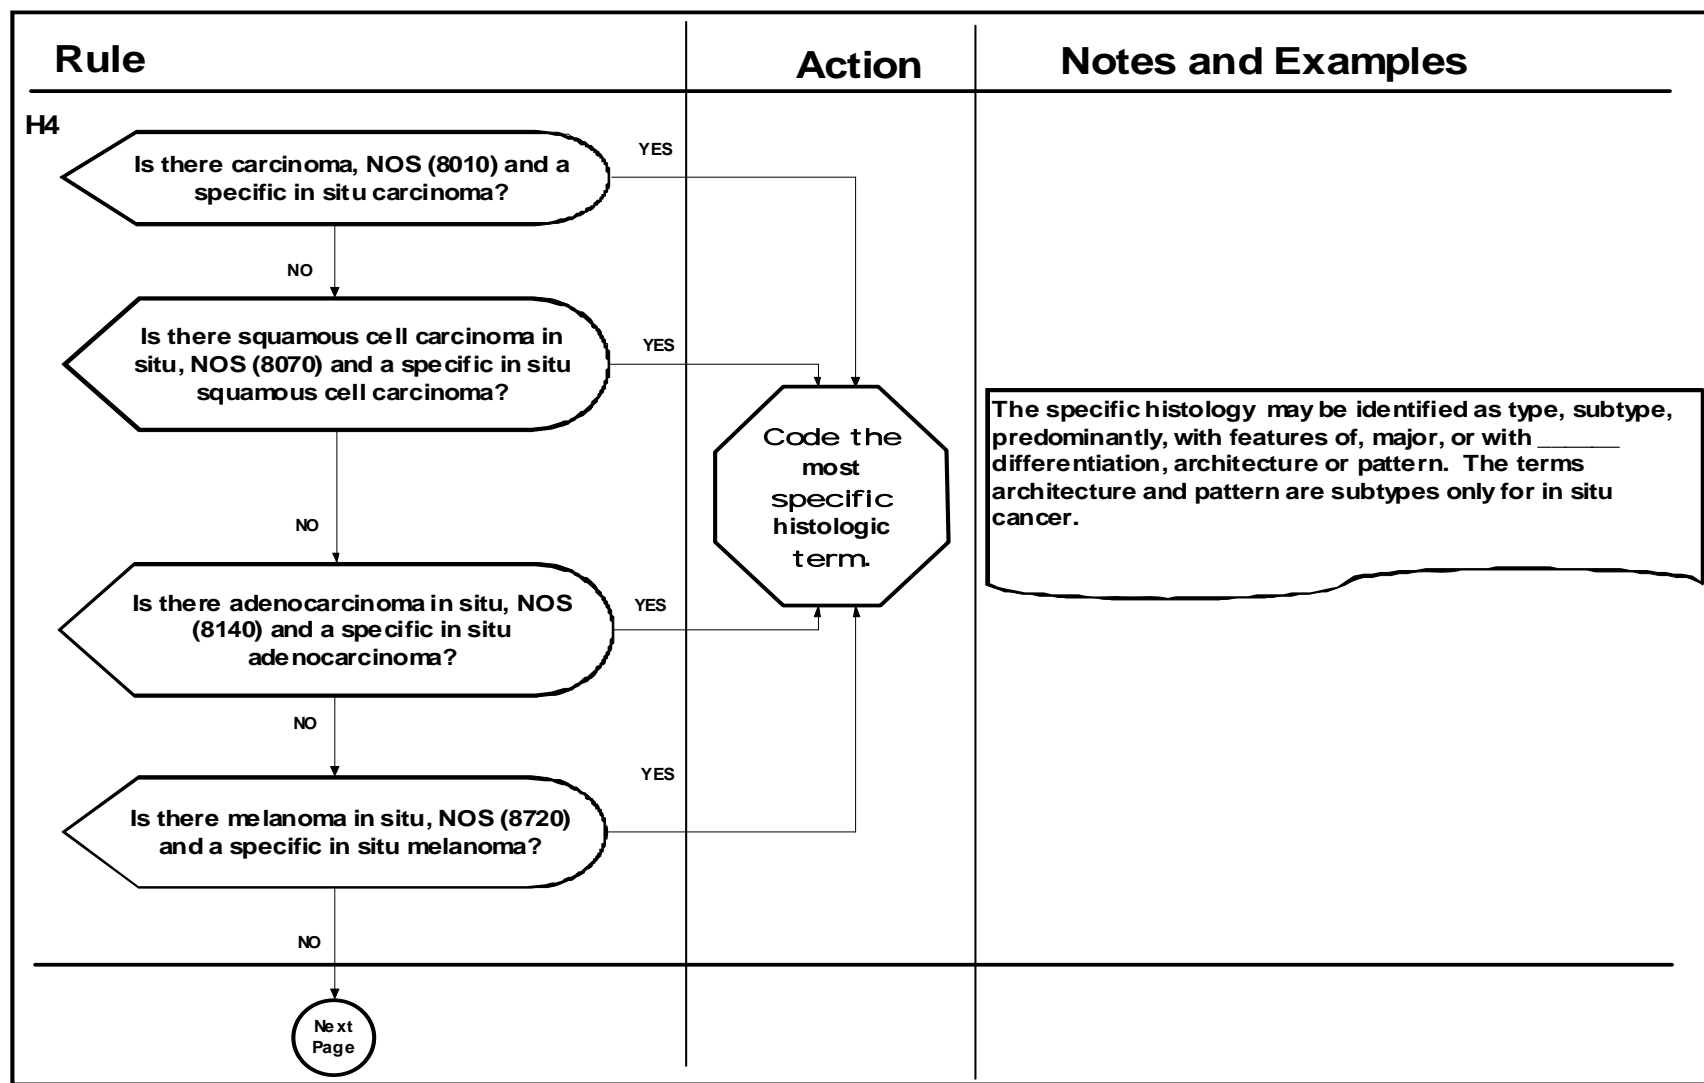 Rule
Action
Notes and Examples
H4
Is there carcinoma, NOS (8010) and a
specific in situ carcinoma?
YES
NO
Is there squamous cell carcinoma in
situ, NOS (8070) and a specific in situ
squamous cell carcinoma?
YES
NO
Is there adenocarcinoma in situ, NOS
(8140) and a specific in situ
adenocarcinoma?
YES
NO
Is there melanoma in situ, NOS (8720)
and a specific in situ melanoma?
YES
NO
Next
Page
Code the
most
specific
histologic
term.
The specific histology may be identified as type, subtype,
predominantly, with features of, major, or with ______
differentiation, architecture or pattern. The terms
architecture and pattern are subtypes only for in situ
cancer.